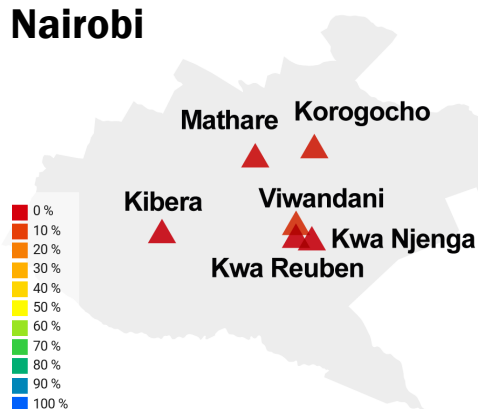 Nairobi
Korogocho
Mathare
Kibera
Viwandani
Kwa Njenga
Kwa Reuben
0 %
10 %
20 %
30 %
40 %
50 %
60 %
70 %
80 %
90 %
100 %